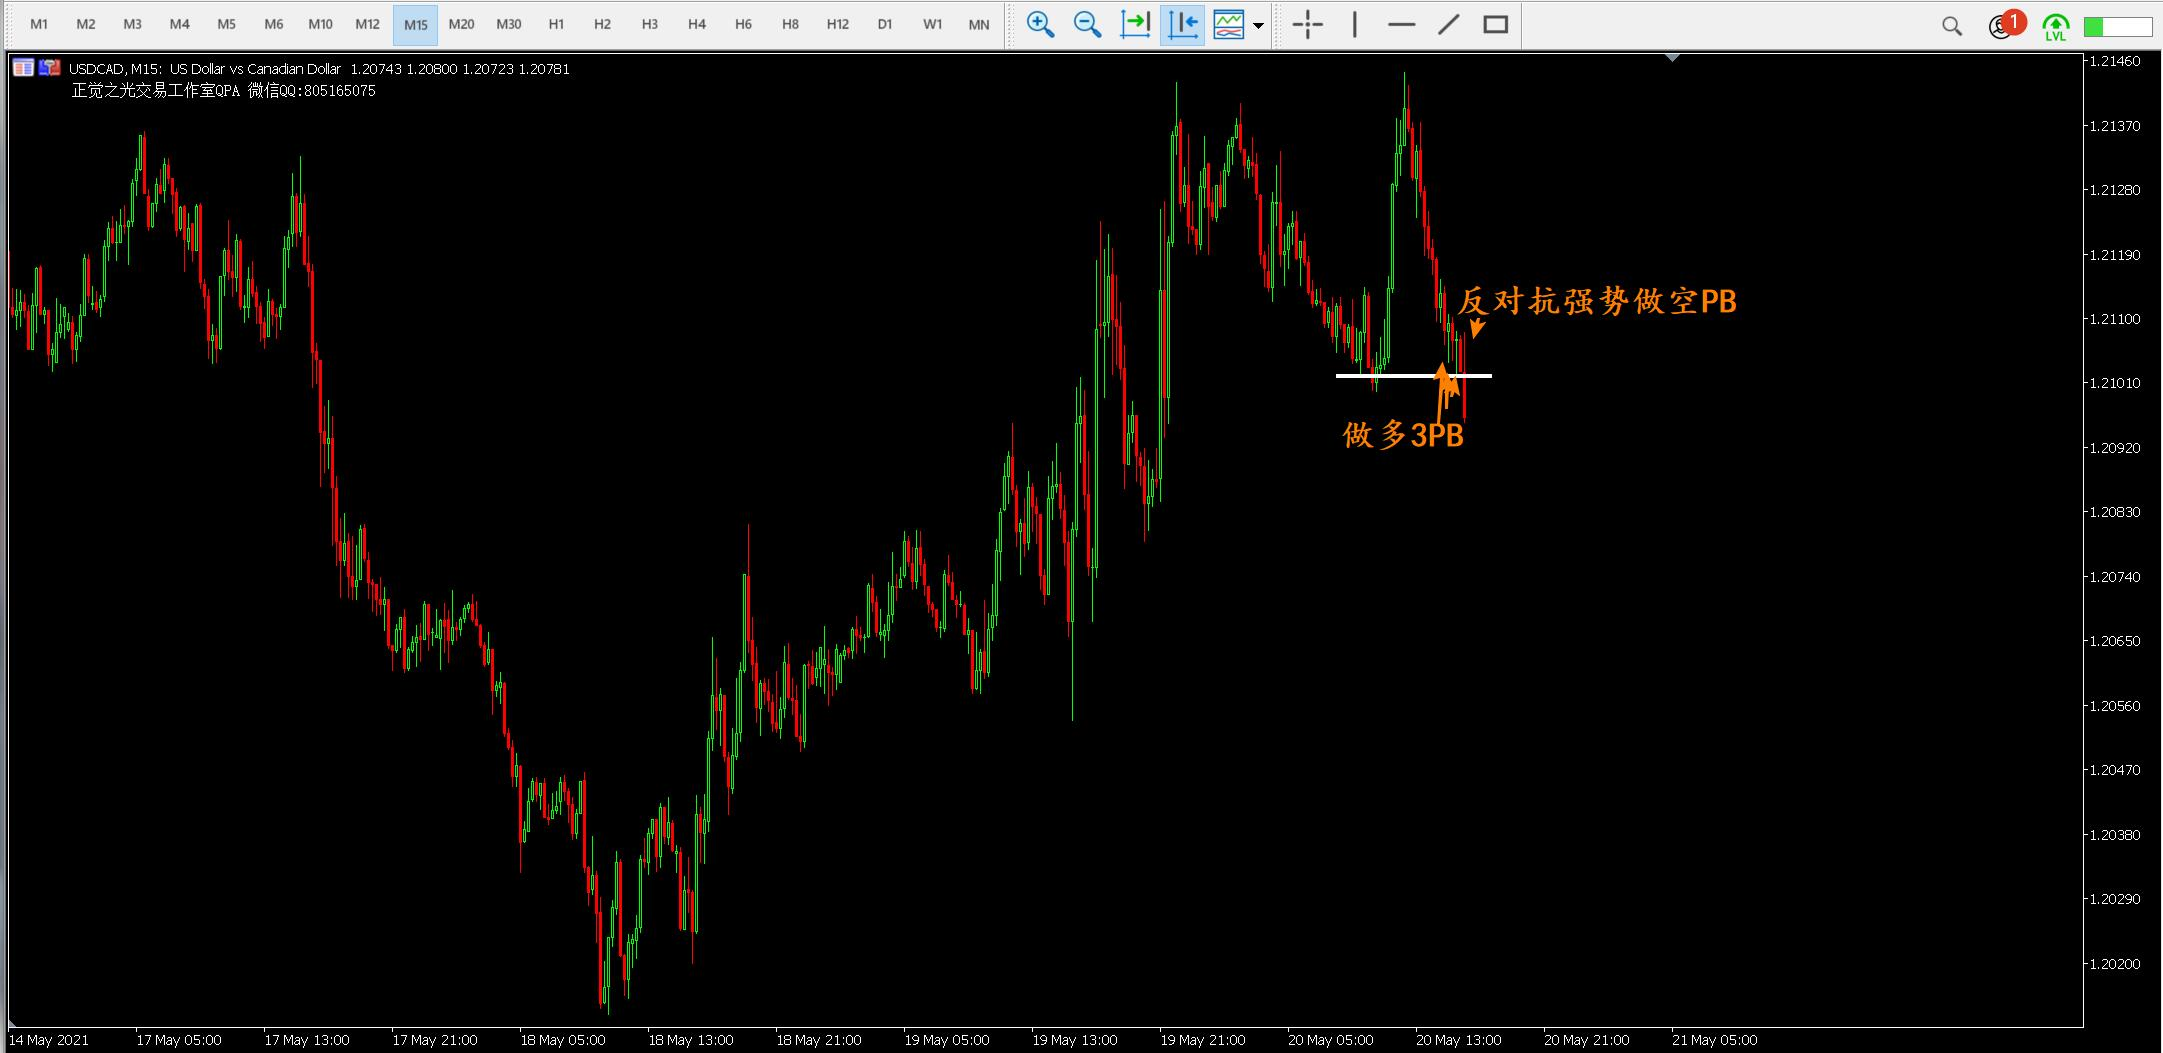 M1 M2 M3 M4 M5 M6 M10 M12 M15 M20 M30 H1 H2 H3 H4 H6 H8 H12 D1 W1 MN
1
LVL
USDCAD, M15: US Dollar vs Canadian Dollar 1.20743 1.20800 1.20723 1.20781
正觉之光交易工作室QPA 微信QQ:805165075
1.21460
1.21370
1.21280
1.21190
反对抗强势做空PB
1.21100
1.21010
做多3PB
1.20920
1.20830
1.20740
1.20650
1.20560
1.20470
1.20380
1.20290
1.20200
14 May 2021 17 May 05:00 17 May 13:00 17 May 21:00 18 May 05:00 18 May 13:00 18 May 21:00 19 May 05:00 19 May 13:00 19 May 21:00 20 May 05:00 20 May 13:00 20 May 21:00 21 May 05:00